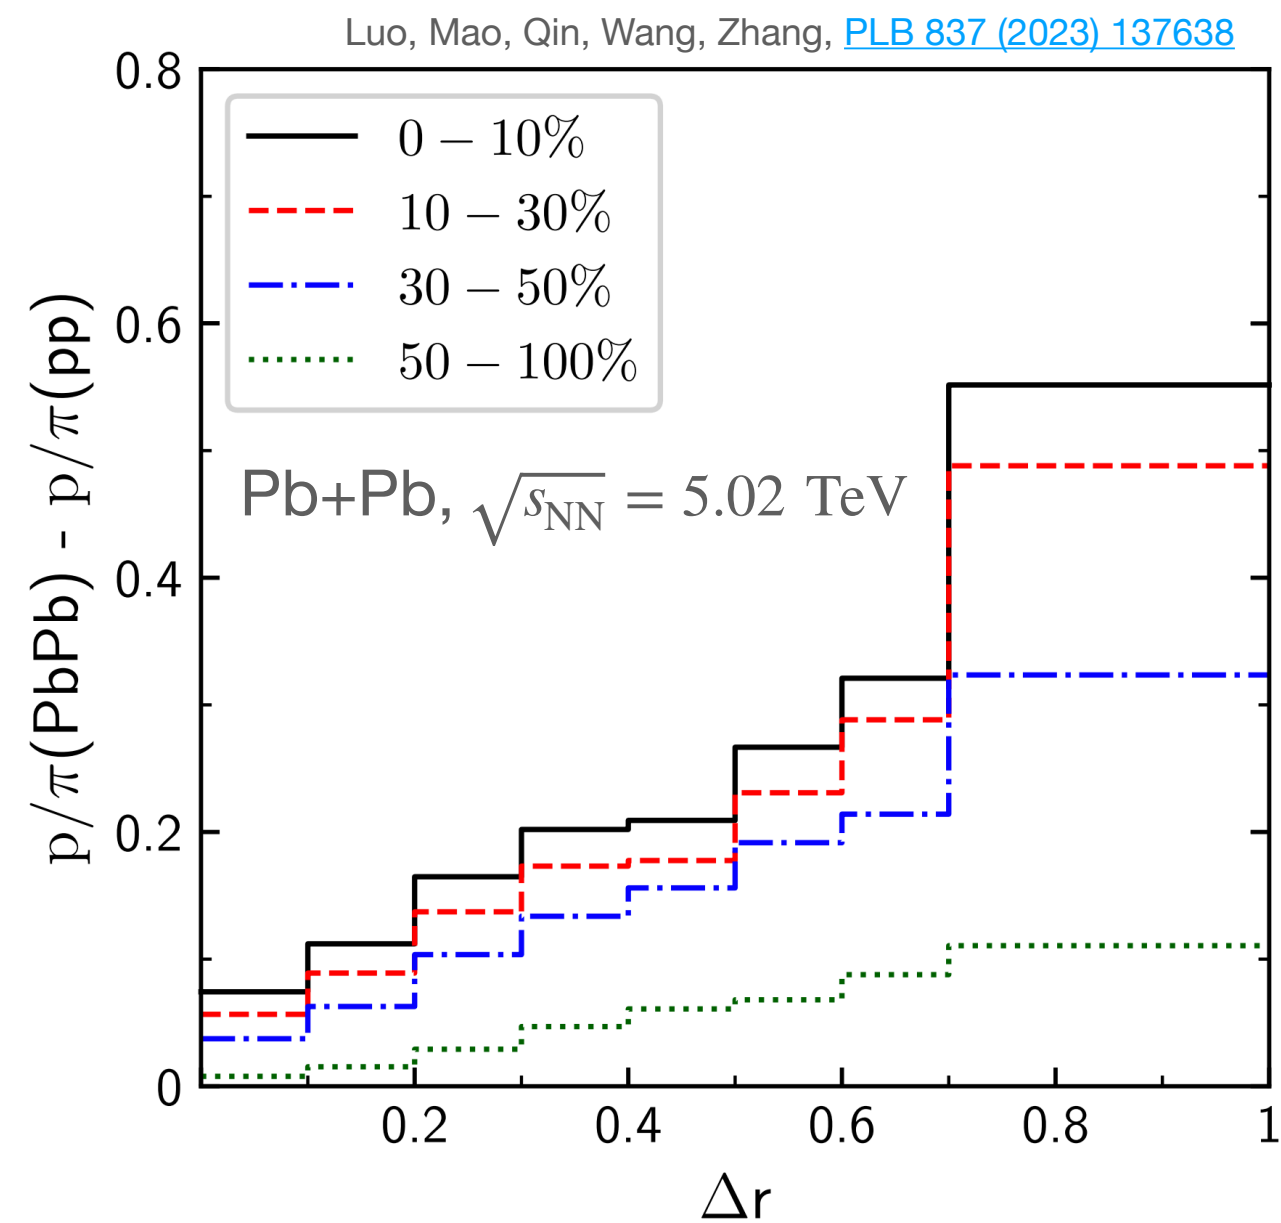 Luo, Mao, Qin, Wang, Zhang, PLB 837 (2023) 137638
0.8
0.6
0.4
0.2
0
p/π(PbPb) - p/π(pp)
0 − 10%
10 − 30%
30 − 50%
50 − 100%
Pb+Pb, √s_NN = 5.02 TeV
0.2 0.4 0.6 0.8 1
Δr